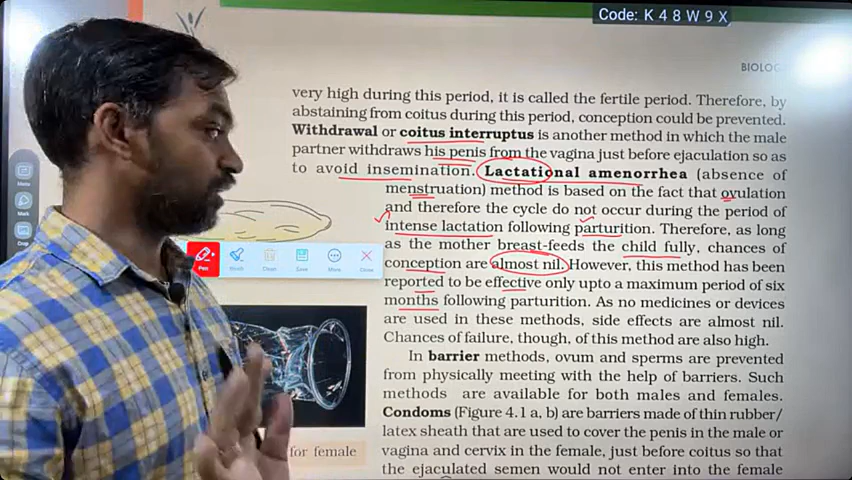 Code: K 4 8 W 9 X
BIOLOG
very high during this period, it is called the fertile period. Therefore, by
abstaining from coitus during this period, conception could be prevented.
Withdrawal or coitus interruptus is another method in which the male
partner withdraws his penis from the vagina just before ejaculation so as
to avoid insemination. Lactational amenorrhea (absence of
menstruation) method is based on the fact that ovulation
and therefore the cycle do not occur during the period of
intense lactation following parturition. Therefore, as long
as the mother breast-feeds the child fully, chances of
conception are almost nil. However, this method has been
reported to be effective only upto a maximum period of six
months following parturition. As no medicines or devices
are used in these methods, side effects are almost nil.
Chances of failure, though, of this method are also high.
In barrier methods, ovum and sperms are prevented
from physically meeting with the help of barriers. Such
methods are available for both males and females.
Condoms (Figure 4.1 a, b) are barriers made of thin rubber/
latex sheath that are used to cover the penis in the male or
vagina and cervix in the female, just before coitus so that
the ejaculated semen would not enter into the female
Pen
Save
More
Close
for female